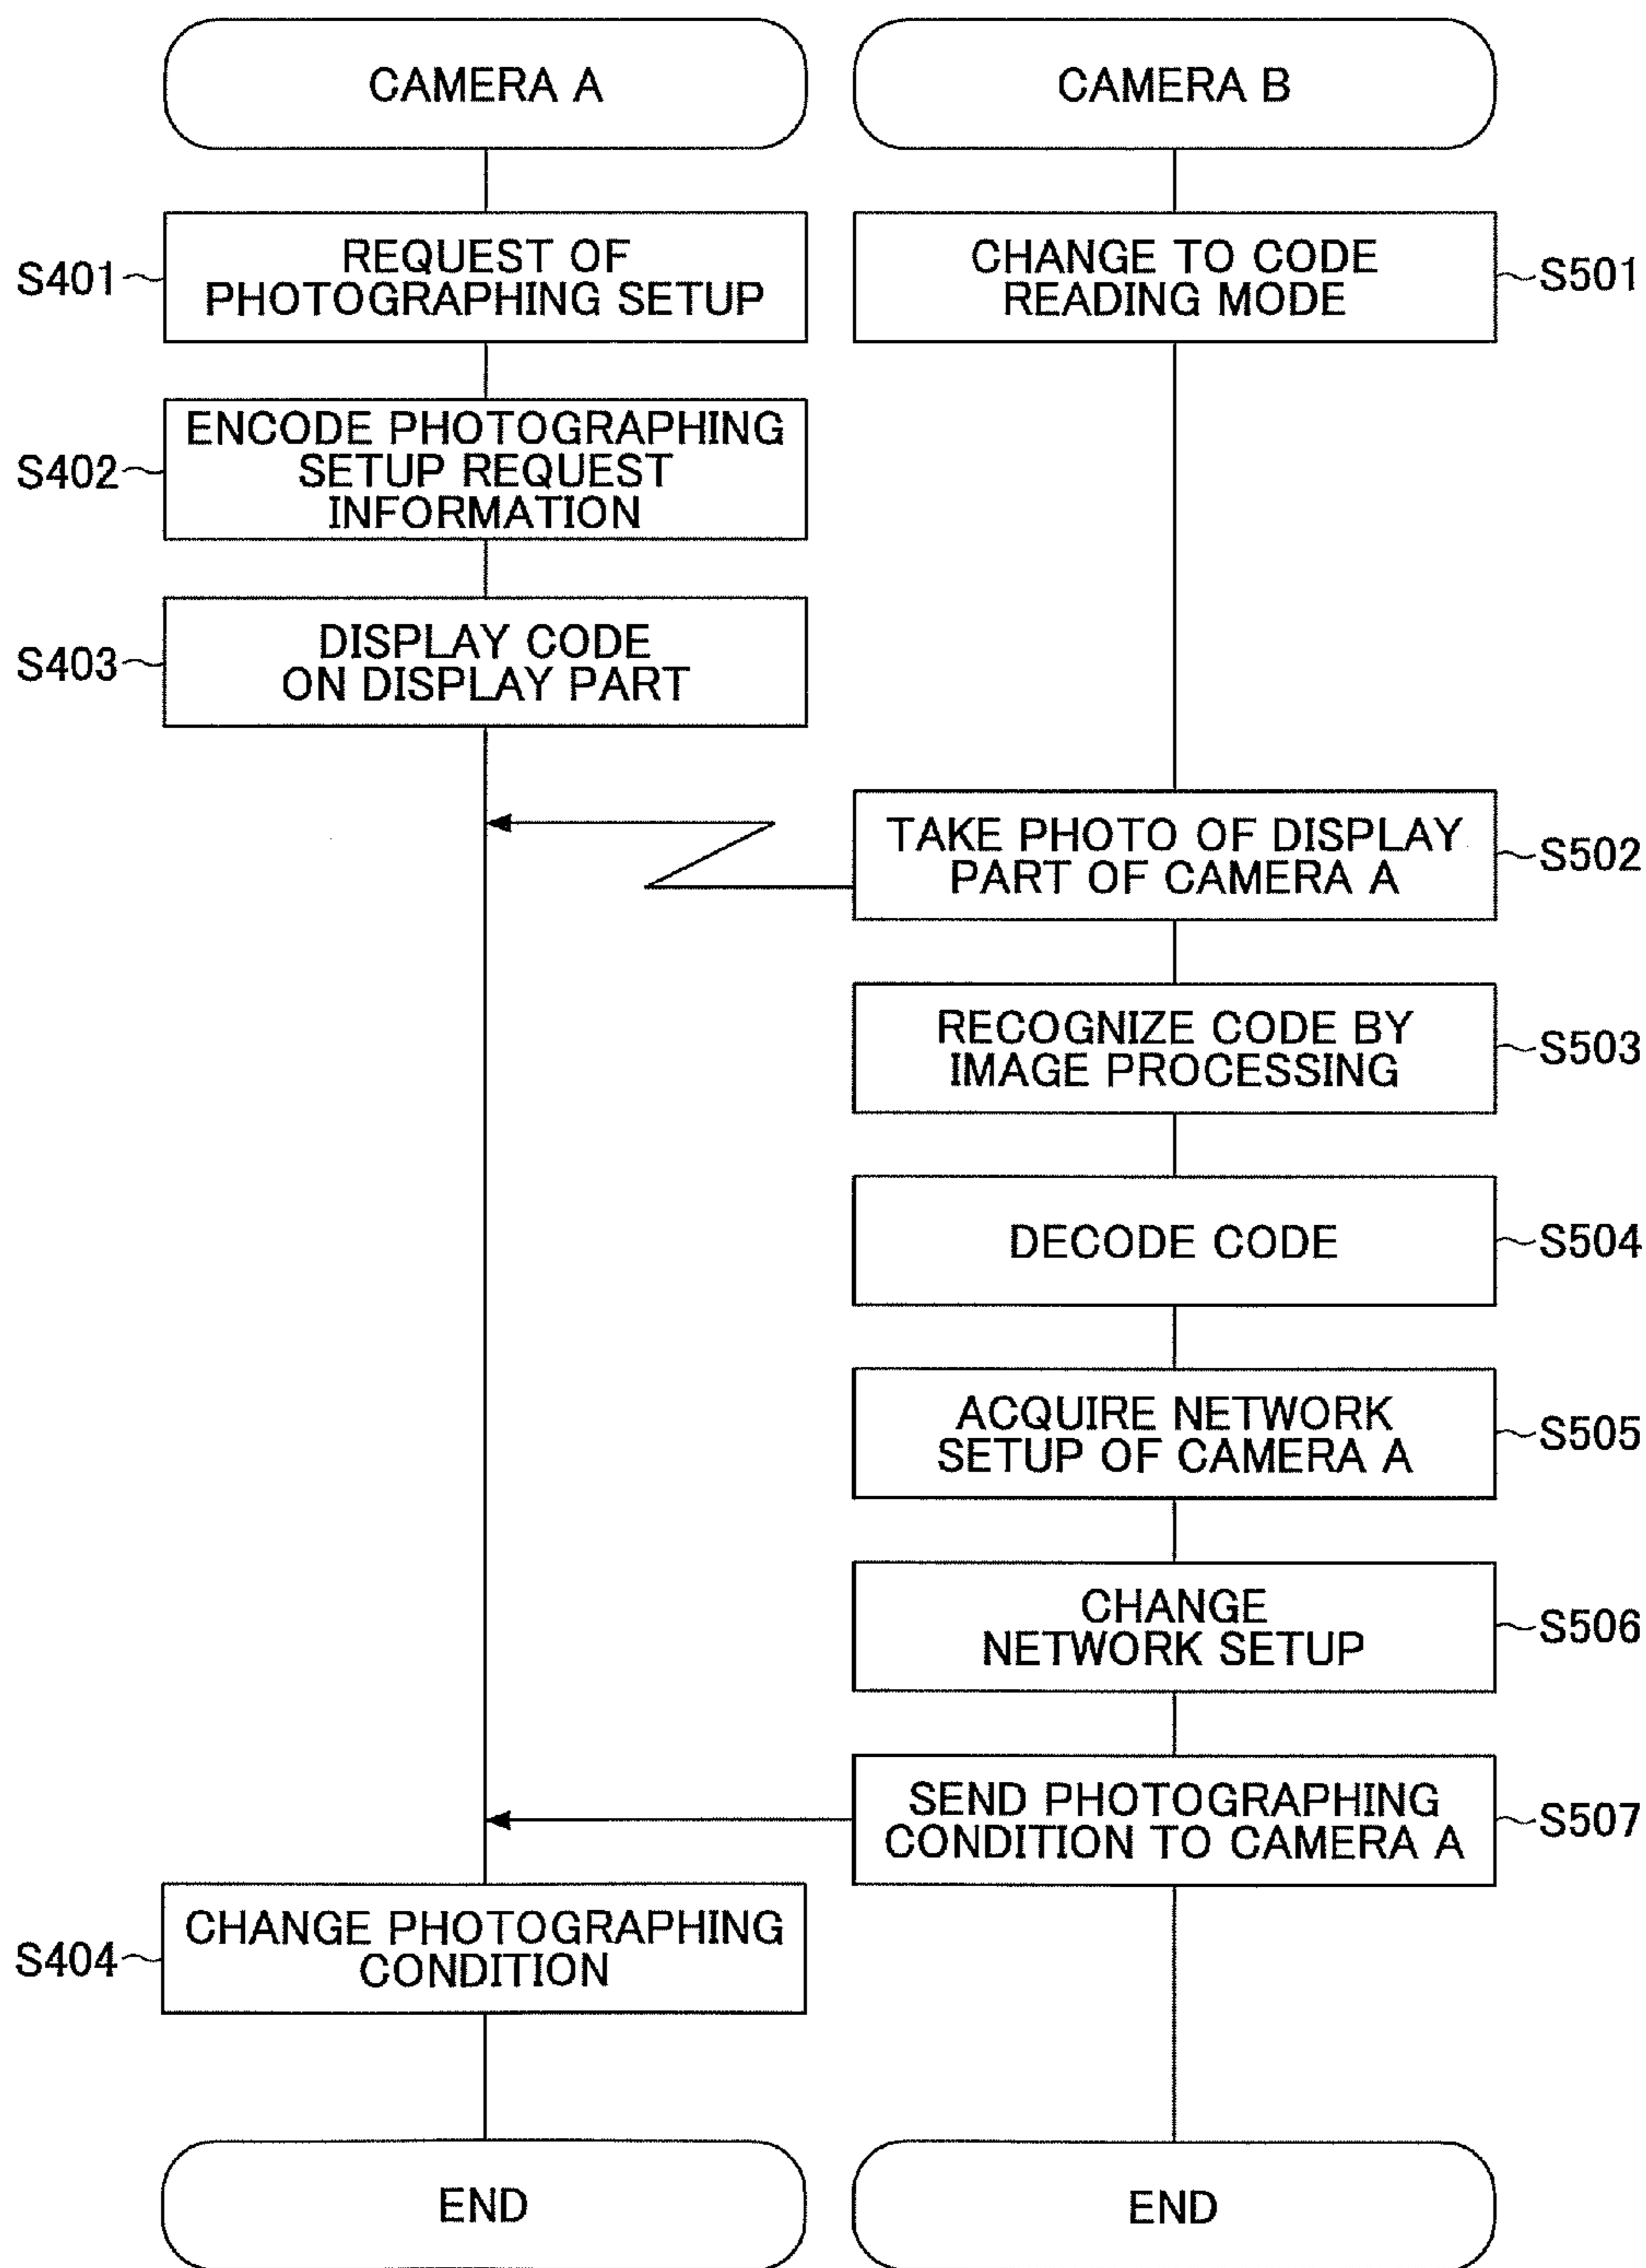 CAMERA A
CAMERA B
S401
REQUEST OF
PHOTOGRAPHING SETUP
CHANGE TO CODE
READING MODE
S501
S402
ENCODE PHOTOGRAPHING
SETUP REQUEST
INFORMATION
S403
DISPLAY CODE
ON DISPLAY PART
TAKE PHOTO OF DISPLAY
PART OF CAMERA A
S502
RECOGNIZE CODE BY
IMAGE PROCESSING
S503
DECODE CODE
S504
ACQUIRE NETWORK
SETUP OF CAMERA A
S505
CHANGE
NETWORK SETUP
S506
SEND PHOTOGRAPHING
CONDITION TO CAMERA A
S507
S404
CHANGE PHOTOGRAPHING
CONDITION
END
END